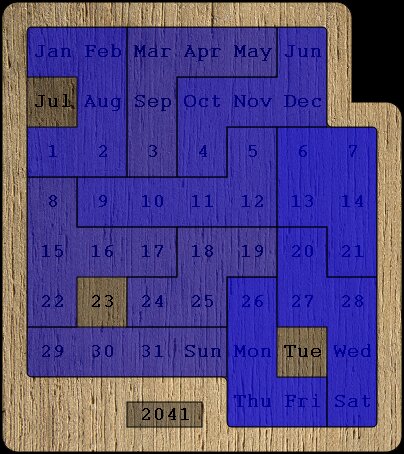 Jan Feb Mar Apr May Jun
Jul Aug Sep Oct Nov Dec
1 2 3 4 5 6 7
8 9 10 11 12 13 14
15 16 17 18 19 20 21
22 23 24 25 26 27 28
29 30 31 Sun Mon Tue Wed
Thu Fri Sat
2041